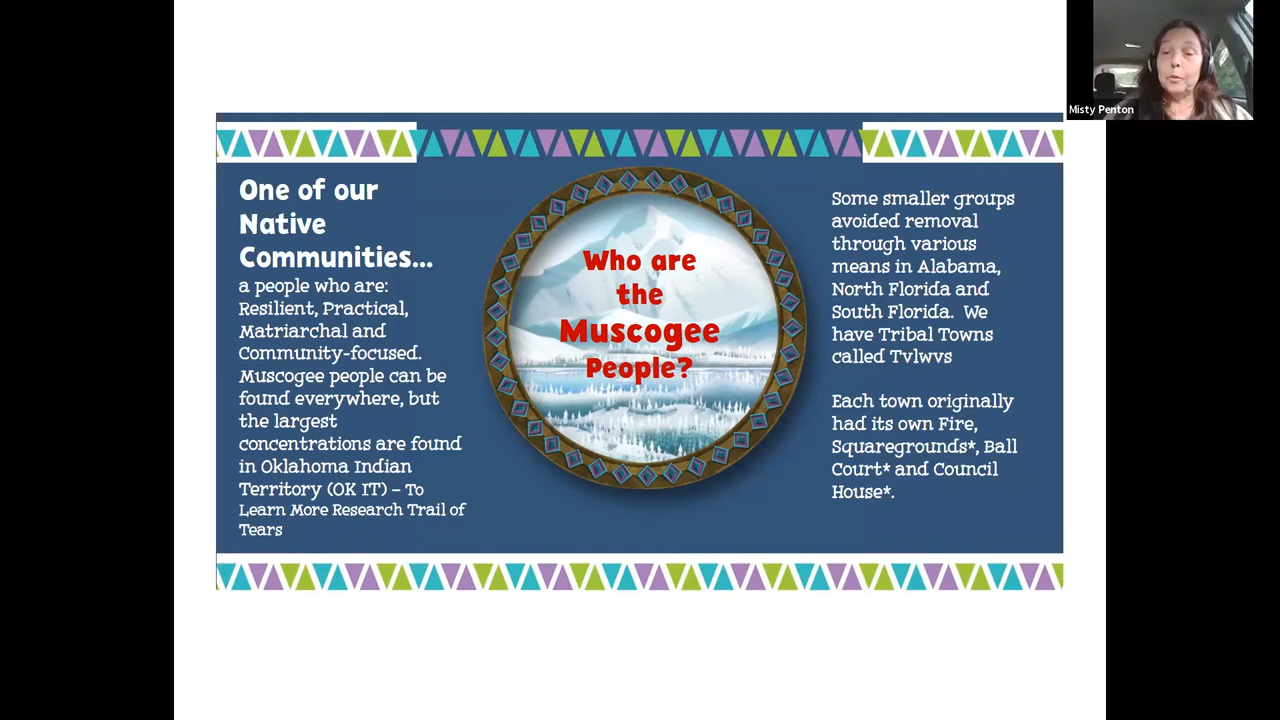 One of our
Native
Communities...
a people who are:
Resilient, Practical,
Matriarchal and
Community-focused.
Muscogee people can be
found everywhere, but
the largest
concentrations are found
in Oklahoma Indian
Territory (OK IT) – To
Learn More Research Trail of
Tears
Who are
the
Muscogee
People?
Some smaller groups
avoided removal
through various
means in Alabama,
North Florida and
South Florida. We
have Tribal Towns
called Tvlwvs
Each town originally
had its own Fire,
Squaregrounds*, Ball
Court* and Council
House*.
Misty Penton